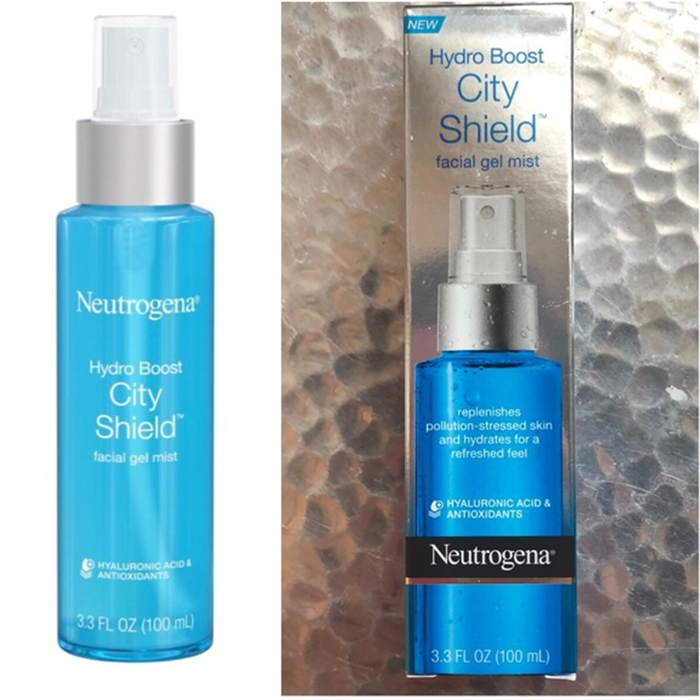 Neutrogena®
Hydro Boost
City
Shield™
facial gel mist
HYALURONIC ACID &
ANTIOXIDANTS
3.3 FL OZ (100 mL)
NEW
Hydro Boost
City
Shield™
facial gel mist
replenishes
pollution-stressed skin
and hydrates for a
refreshed feel
HYALURONIC ACID &
ANTIOXIDANTS
Neutrogena®
3.3 FL OZ (100 mL)